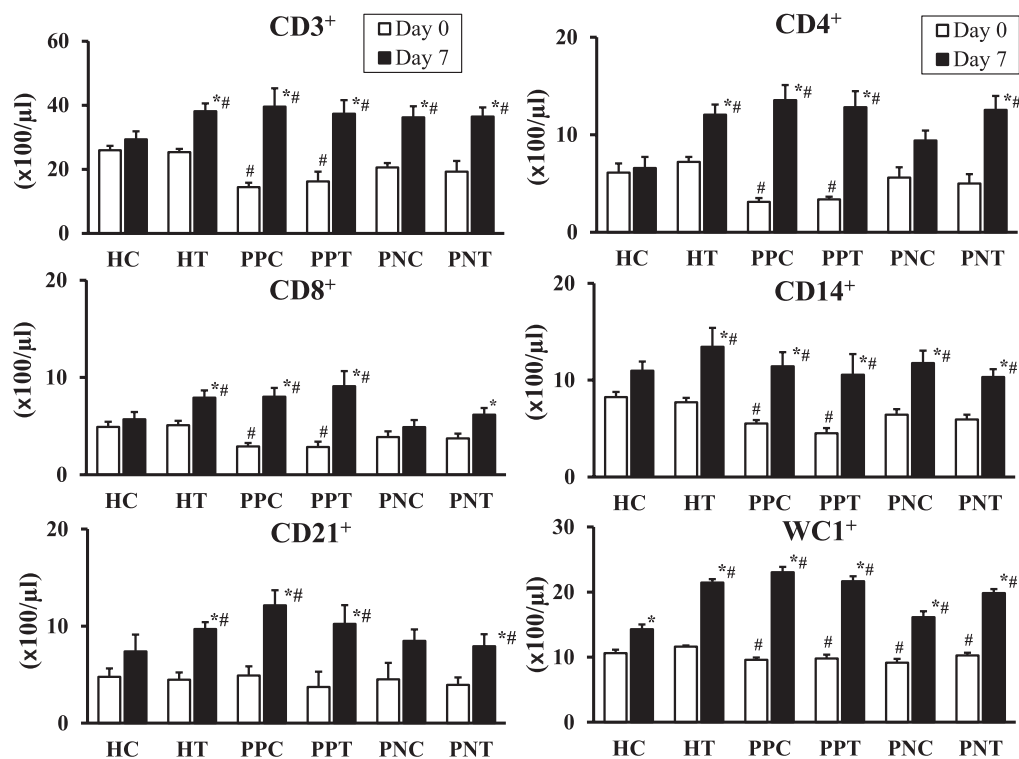 CD3⁺
Day 0
Day 7
(x100/µl)
60
40
20
0
*#
*#
*#
*#
*#
#
#
HC HT PPC PPT PNC PNT
CD4⁺
Day 0
Day 7
(x100/µl)
20
10
0
*#
*#
*#
*#
#
#
HC HT PPC PPT PNC PNT
CD8⁺
(x100/µl)
20
10
0
*#
*#
*#
*
#
#
HC HT PPC PPT PNC PNT
CD14⁺
(x100/µl)
20
10
0
*#
*#
*#
*#
*#
#
#
HC HT PPC PPT PNC PNT
CD21⁺
(x100/µl)
20
10
0
*#
*#
*#
*#
HC HT PPC PPT PNC PNT
WC1⁺
(x100/µl)
30
20
10
0
*
*#
*#
*#
*#
*#
#
#
#
#
HC HT PPC PPT PNC PNT